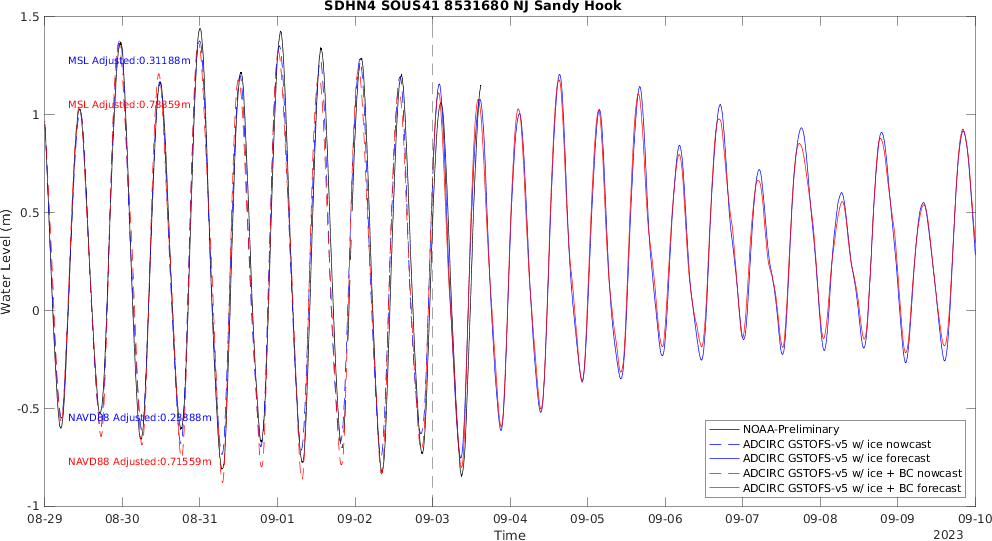 SDHN4 SOUS41 8531680 NJ Sandy Hook
1.5
1
0.5
0
-0.5
-1
Water Level (m)
MSL Adjusted:0.31188m
MSL Adjusted:0.78859m
NAVD88 Adjusted:0.23888m
NAVD88 Adjusted:0.71559m
NOAA-Preliminary
ADCIRC GSTOFS-v5 w/ ice nowcast
ADCIRC GSTOFS-v5 w/ ice forecast
ADCIRC GSTOFS-v5 w/ ice + BC nowcast
ADCIRC GSTOFS-v5 w/ ice + BC forecast
08-29 08-30 08-31 09-01 09-02 09-03 09-04 09-05 09-06 09-07 09-08 09-09 09-10
Time
2023